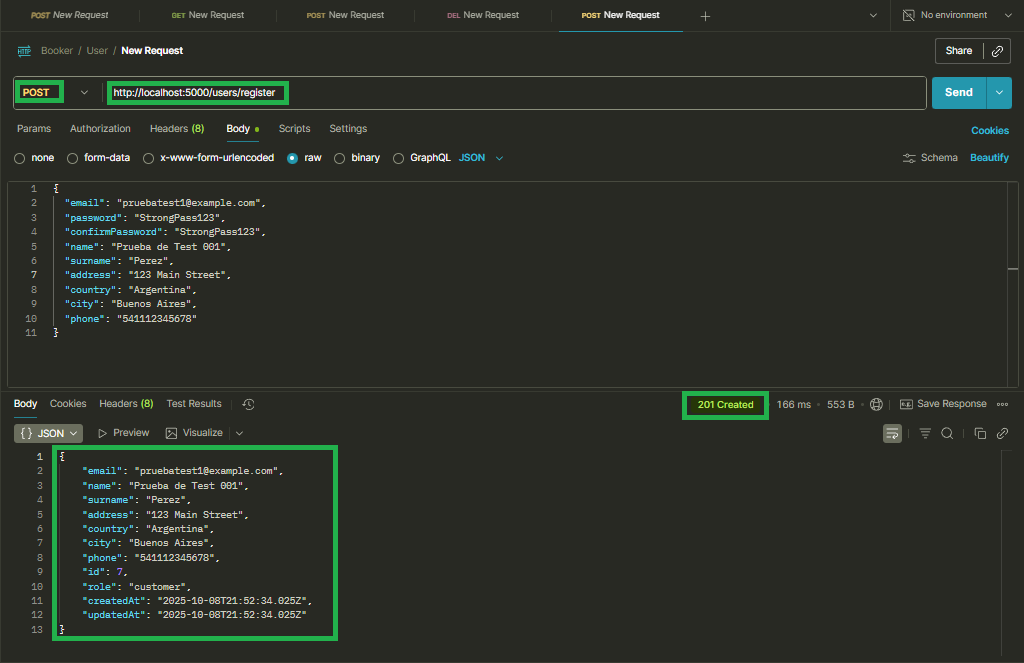 POST New Request GET New Request POST New Request DEL New Request POST New Request + No environment
HTTP Booker / User / New Request Share
POST http://localhost:5000/users/register Send
Params Authorization Headers (8) Body Scripts Settings Cookies
none form-data x-www-form-urlencoded raw binary GraphQL JSON Schema Beautify
1 {
2 "email": "pruebatest1@example.com",
3 "password": "StrongPass123",
4 "confirmPassword": "StrongPass123",
5 "name": "Prueba de Test 001",
6 "surname": "Perez",
7 "address": "123 Main Street",
8 "country": "Argentina",
9 "city": "Buenos Aires",
10 "phone": "541112345678"
11 }
Body Cookies Headers (8) Test Results 201 Created 166 ms 553 B Save Response
{} JSON Preview Visualize
1 {
2 "email": "pruebatest1@example.com",
3 "name": "Prueba de Test 001",
4 "surname": "Perez",
5 "address": "123 Main Street",
6 "country": "Argentina",
7 "city": "Buenos Aires",
8 "phone": "541112345678",
9 "id": 7,
10 "role": "customer",
11 "createdAt": "2025-10-08T21:52:34.025Z",
12 "updatedAt": "2025-10-08T21:52:34.025Z"
13 }